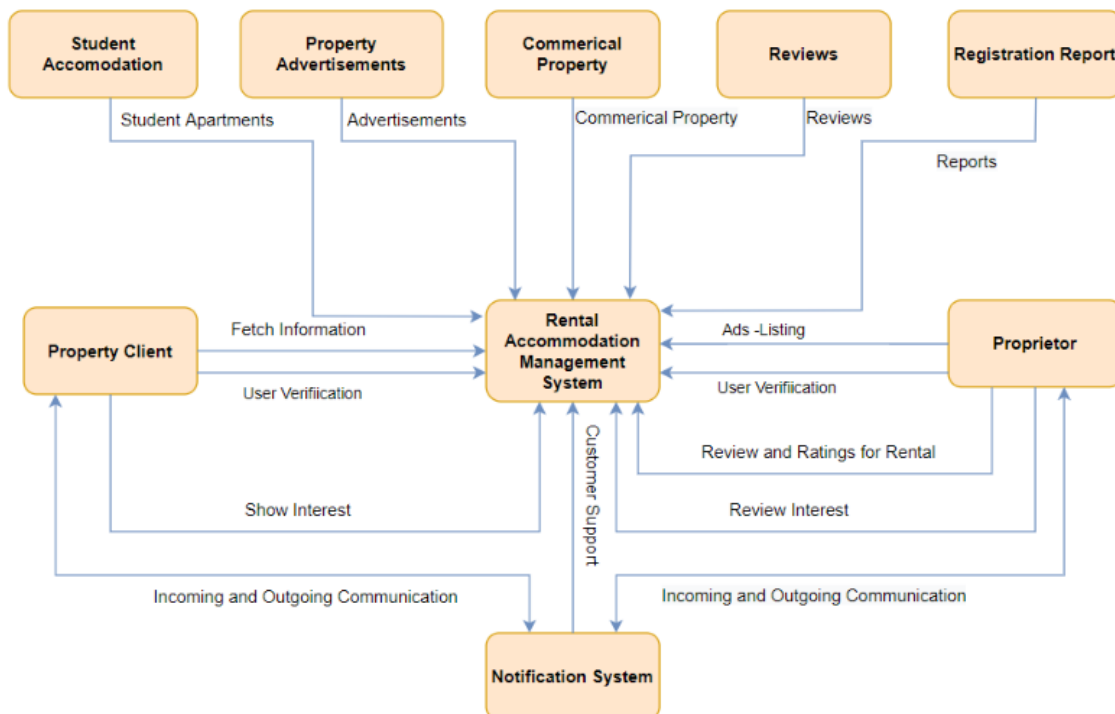 Student
Accomodation
Property
Advertisements
Commerical
Property
Reviews
Registration Report
Student Apartments
Advertisements
Commerical Property
Reviews
Reports
Property Client
Fetch Information
User Verifiication
Rental
Accommodation
Management
System
Ads -Listing
User Verifiication
Proprietor
Customer Support
Review and Ratings for Rental
Show Interest
Review Interest
Incoming and Outgoing Communication
Incoming and Outgoing Communication
Notification System